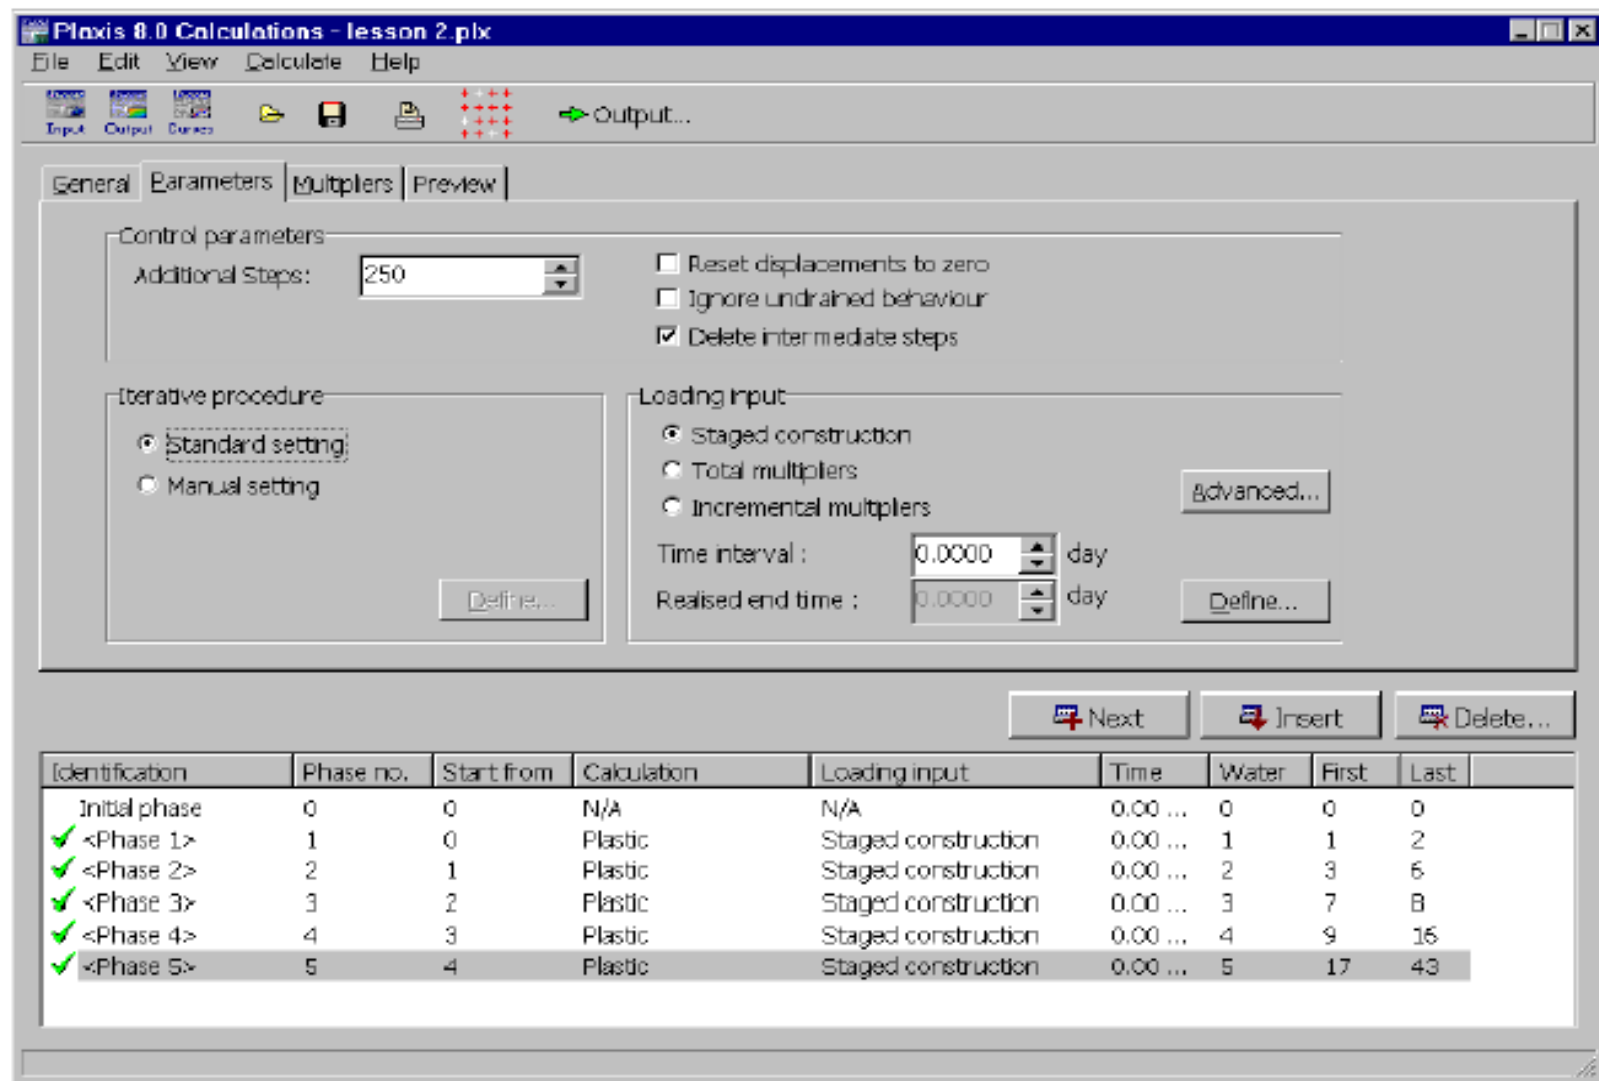 Plaxis 8.0 Calculations - lesson 2.plx
File Edit View Calculate Help
Input Output Curves Output...
General Parameters Multipliers Preview
Control parameters
Additional Steps: 250
Reset displacements to zero
Ignore undrained behaviour
Delete intermediate steps
Iterative procedure
Standard setting
Manual setting
Define...
Loading input
Staged construction
Total multipliers
Incremental multipliers
Advanced...
Time interval : 0.0000 day
Realised end time : 0.0000 day
Define...
Next Insert Delete...
Identification Phase no. Start from Calculation Loading input Time Water First Last
Initial phase 0 0 N/A N/A 0.00 ... 0 0 0
<Phase 1> 1 0 Plastic Staged construction 0.00 ... 1 1 2
<Phase 2> 2 1 Plastic Staged construction 0.00 ... 2 3 6
<Phase 3> 3 2 Plastic Staged construction 0.00 ... 3 7 8
<Phase 4> 4 3 Plastic Staged construction 0.00 ... 4 9 16
<Phase 5> 5 4 Plastic Staged construction 0.00 ... 5 17 43